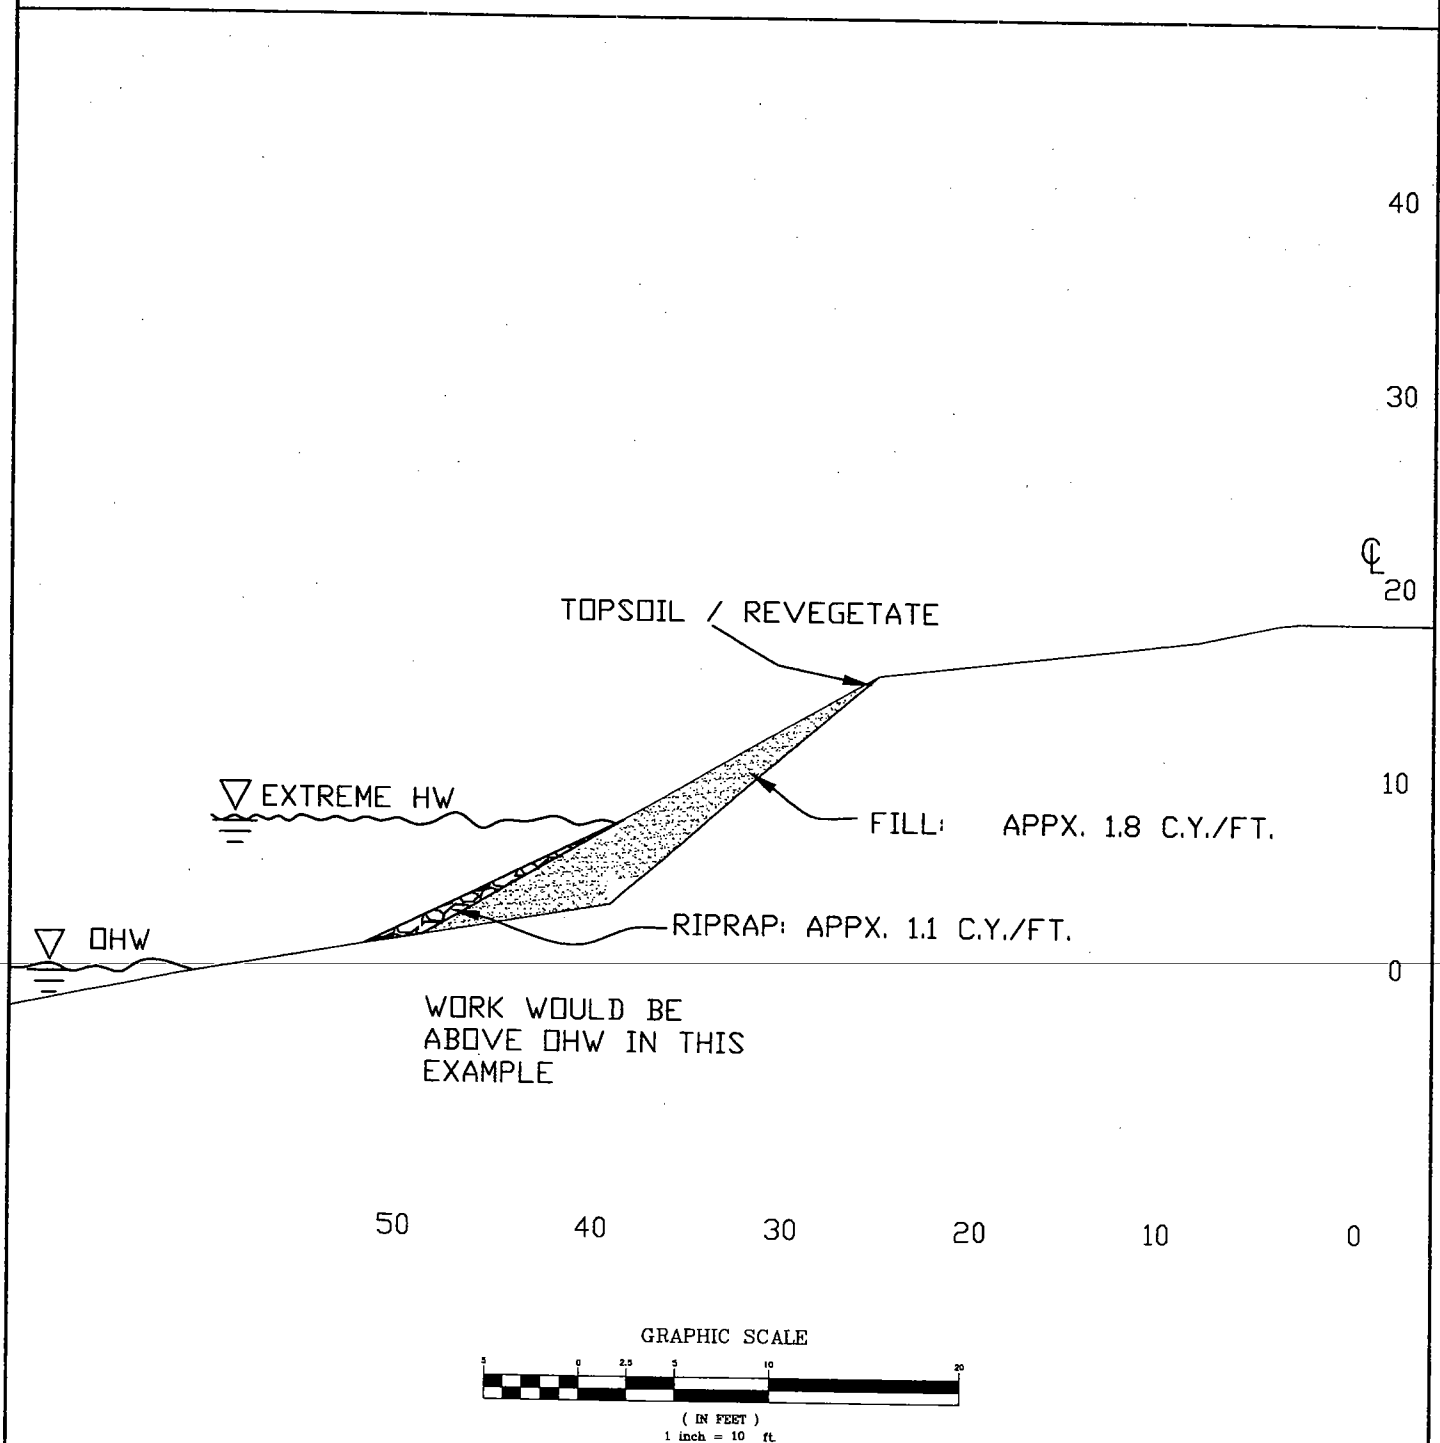 40
30
℄
20
TOPSOIL / REVEGETATE
10
EXTREME HW
FILL: APPX. 1.8 C.Y./FT.
RIPRAP: APPX. 1.1 C.Y./FT.
OHW
0
WORK WOULD BE
ABOVE OHW IN THIS
EXAMPLE
50 40 30 20 10 0
GRAPHIC SCALE
5 0 2.5 5 10 20
( IN FEET )
1 inch = 10 ft.